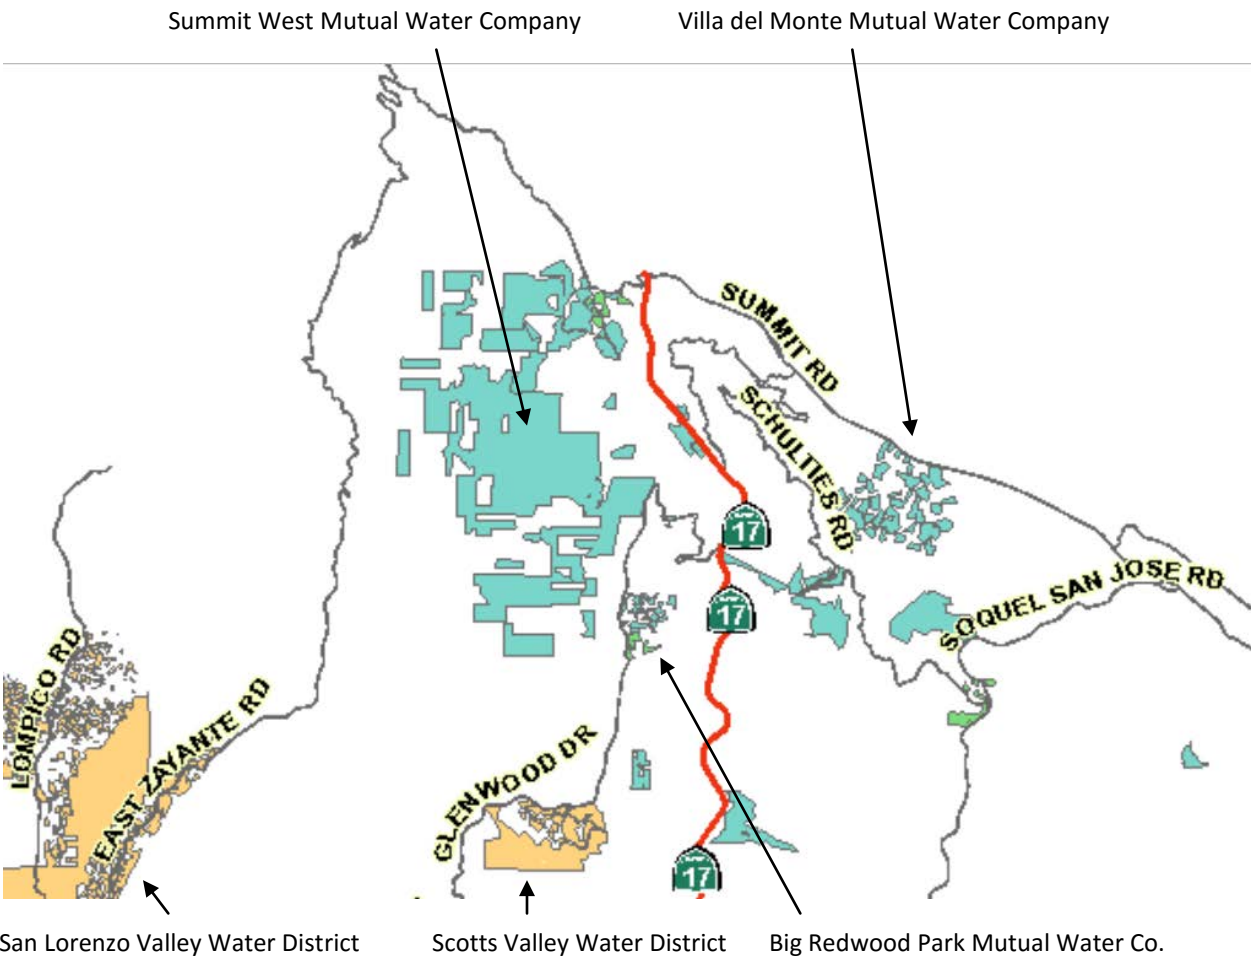 Summit West Mutual Water Company
Villa del Monte Mutual Water Company
SUMMIT RD
SCHULTIES RD
17
SOQUEL SAN JOSE RD
17
LOMPICO RD
EAST ZAYANTE RD
GLENWOOD DR
17
San Lorenzo Valley Water District
Scotts Valley Water District
Big Redwood Park Mutual Water Co.